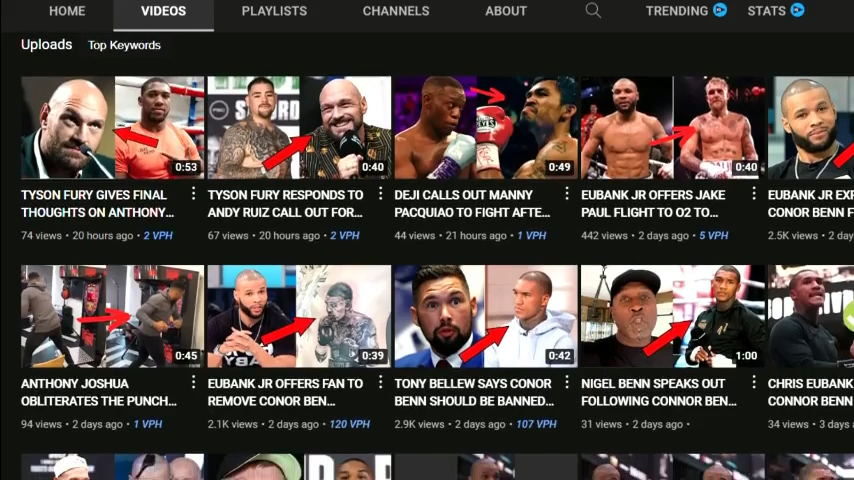 HOME VIDEOS PLAYLISTS CHANNELS ABOUT TRENDING STATS
Uploads Top Keywords
0:53 0:40 0:49 0:40
TYSON FURY GIVES FINAL
THOUGHTS ON ANTHONY...
74 views • 20 hours ago • 2 VPH
TYSON FURY RESPONDS TO
ANDY RUIZ CALL OUT FOR...
67 views • 20 hours ago • 2 VPH
DEJI CALLS OUT MANNY
PACQUIAO TO FIGHT AFTE...
44 views • 21 hours ago • 1 VPH
EUBANK JR OFFERS JAKE
PAUL FLIGHT TO O2 TO...
442 views • 2 days ago • 5 VPH
EUBANK JR EXP
CONOR BENN F
2.5K views • 2 day
0:45 0:39 0:42 1:00
ANTHONY JOSHUA
OBLITERATES THE PUNCH...
94 views • 2 days ago • 1 VPH
EUBANK JR OFFERS FAN TO
REMOVE CONOR BEN...
2.1K views • 2 days ago • 120 VPH
TONY BELLEW SAYS CONOR
BENN SHOULD BE BANNED...
2.9K views • 2 days ago • 107 VPH
NIGEL BENN SPEAKS OUT
FOLLOWING CONNOR BEN...
31 views • 2 days ago •
CHRIS EUBANK
CONNOR BENN
34 views • 3 days a